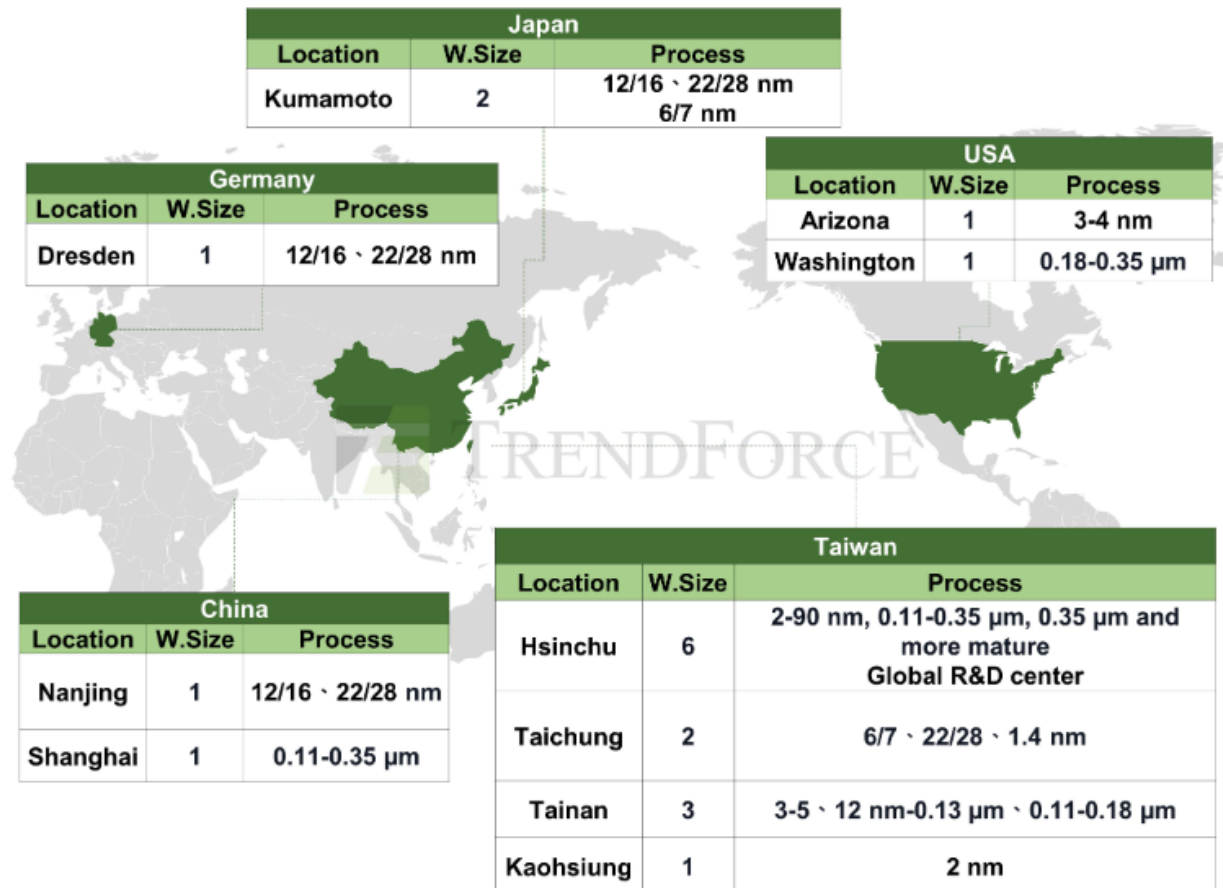 Japan
Location W.Size Process
Kumamoto 2 12/16、22/28 nm
6/7 nm
Germany
Location W.Size Process
Dresden 1 12/16、22/28 nm
USA
Location W.Size Process
Arizona 1 3-4 nm
Washington 1 0.18-0.35 µm
TRENDFORCE
Taiwan
Location W.Size Process
Hsinchu 6 2-90 nm, 0.11-0.35 µm, 0.35 µm and
more mature
Global R&D center
Taichung 2 6/7、22/28、1.4 nm
Tainan 3 3-5、12 nm-0.13 µm、0.11-0.18 µm
Kaohsiung 1 2 nm
China
Location W.Size Process
Nanjing 1 12/16、22/28 nm
Shanghai 1 0.11-0.35 µm